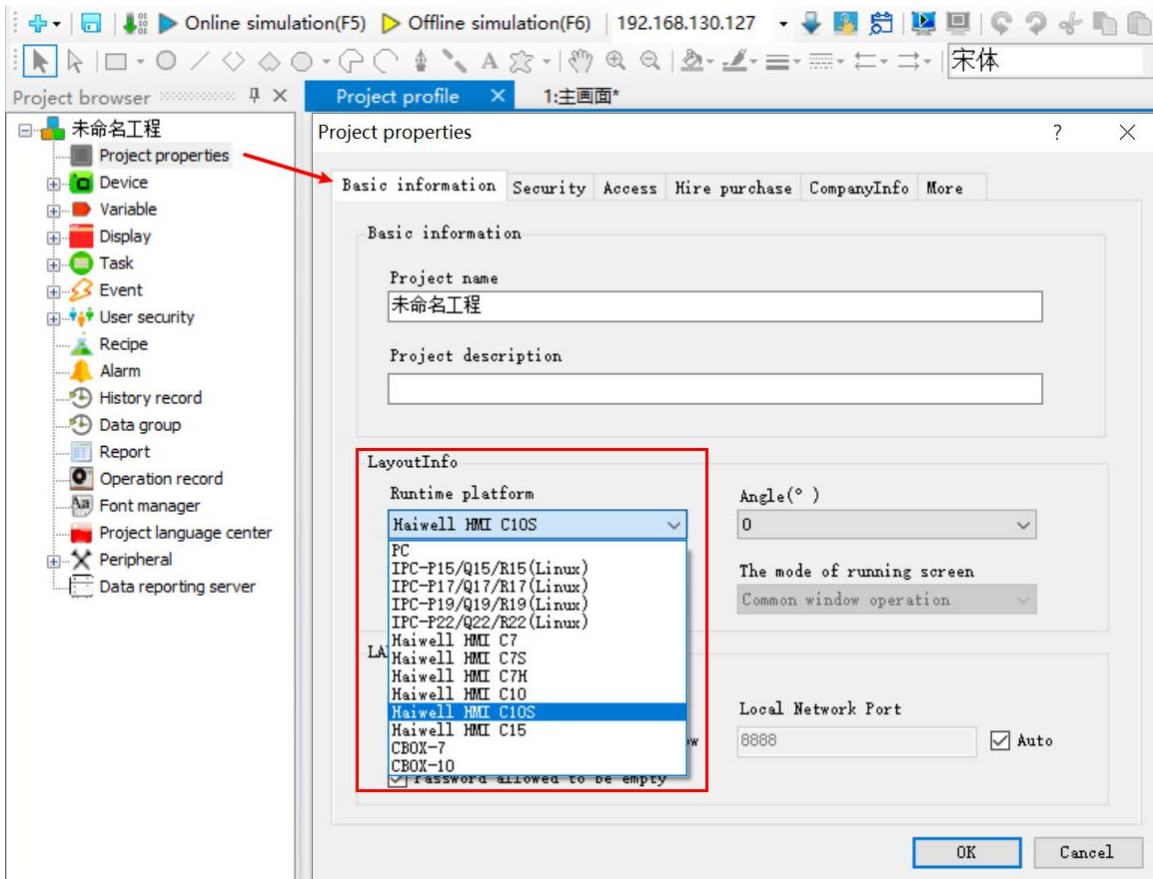 Online simulation(F5) Offline simulation(F6) 192.168.130.127
A 宋体
Project browser
Project profile 1:主画面*
未命名工程
Project properties
Device
Variable
Display
Task
Event
User security
Recipe
Alarm
History record
Data group
Report
Operation record
Font manager
Project language center
Peripheral
Data reporting server
Project properties ?
Basic information Security Access Hire purchase CompanyInfo More
Basic information
Project name
未命名工程
Project description
LayoutInfo
Runtime platform
Haiwell HMI C10S
PC
IPC-P15/Q15/R15(Linux)
IPC-P17/Q17/R17(Linux)
IPC-P19/Q19/R19(Linux)
IPC-P22/Q22/R22(Linux)
Haiwell HMI C7
Haiwell HMI C7S
Haiwell HMI C7H
Haiwell HMI C10
Haiwell HMI C10S
Haiwell HMI C15
CBOX-7
CBOX-10
Angle(° )
0
The mode of running screen
Common window operation
Local Network Port
8888 Auto
Password allowed to be empty
OK Cancel